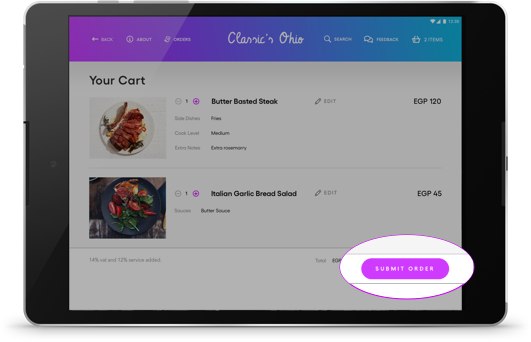 12:30
BACK ABOUT ORDERS Classic's Ohio SEARCH FEEDBACK 2 ITEMS
Your Cart
1 Butter Basted Steak EDIT EGP 120
Side Dishes Fries
Cook Level Medium
Extra Notes Extra rosemary
1 Italian Garlic Bread Salad EDIT EGP 45
Sauces Butter Sauce
14% vat and 12% service added Total EGP
SUBMIT ORDER